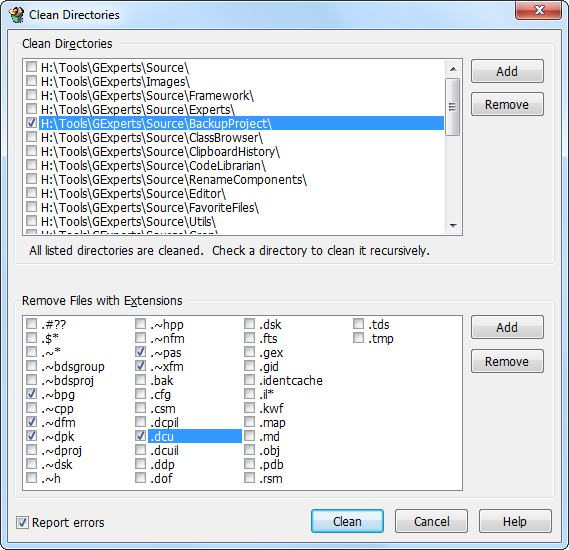 Clean Directories
Clean Directories
H:\Tools\GExperts\Source\
H:\Tools\GExperts\Images\
H:\Tools\GExperts\Source\Framework\
H:\Tools\GExperts\Source\Experts\
H:\Tools\GExperts\Source\BackupProject\
H:\Tools\GExperts\Source\ClassBrowser\
H:\Tools\GExperts\Source\ClipboardHistory\
H:\Tools\GExperts\Source\CodeLibrarian\
H:\Tools\GExperts\Source\RenameComponents\
H:\Tools\GExperts\Source\Editor\
H:\Tools\GExperts\Source\FavoriteFiles\
H:\Tools\GExperts\Source\Utils\
Add
Remove
All listed directories are cleaned. Check a directory to clean it recursively.
Remove Files with Extensions
.#??
.$*
.~*
.~bdsgroup
.~bdsproj
.~bpg
.~cpp
.~dfm
.~dpk
.~dproj
.~dsk
.~h
.~hpp
.~nfm
.~pas
.~xfm
.bak
.cfg
.csm
.dcpil
.dcu
.dcuil
.ddp
.dof
.dsk
.fts
.gex
.gid
.identcache
.il*
.kwf
.map
.md
.obj
.pdb
.rsm
.tds
.tmp
Add
Remove
Report errors
Clean
Cancel
Help